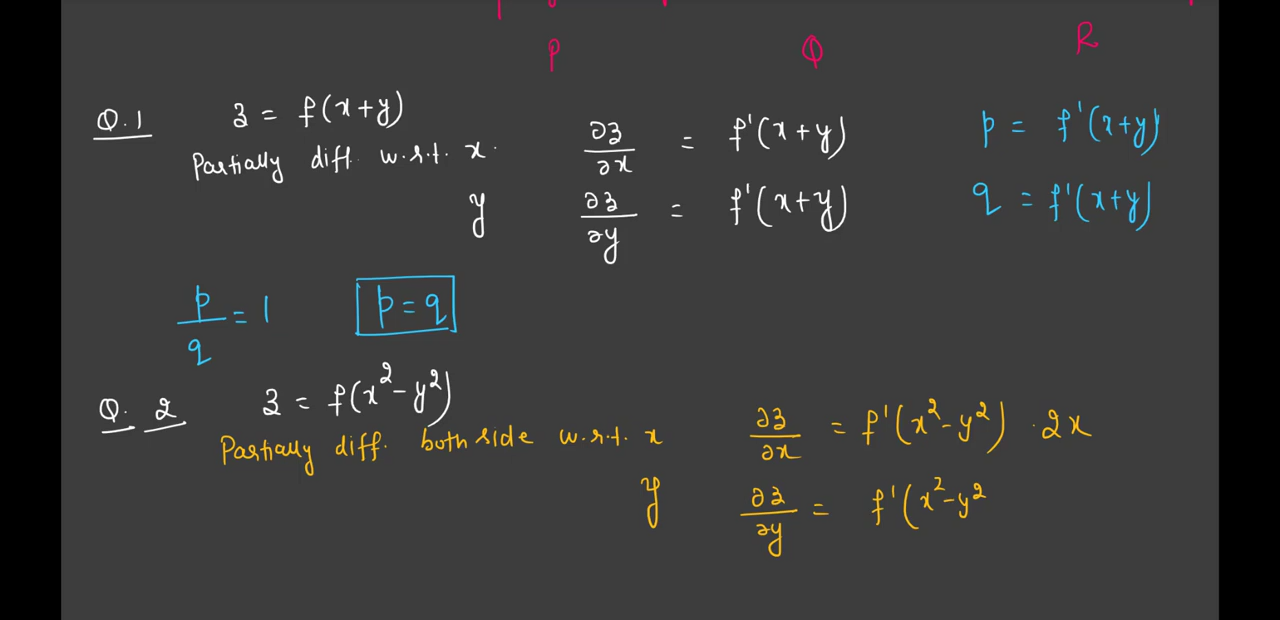 P Q R
Q.1 z = f(x+y)
Partially diff. w.r.t. x. ∂z/∂x = f'(x+y) p = f'(x+y)
y ∂z/∂y = f'(x+y) q = f'(x+y)
p/q = 1 p = q
Q. 2 z = f(x²-y²)
Partially diff. both side w.r.t. x ∂z/∂x = f'(x²-y²) ·2x
y ∂z/∂y = f'(x²-y²